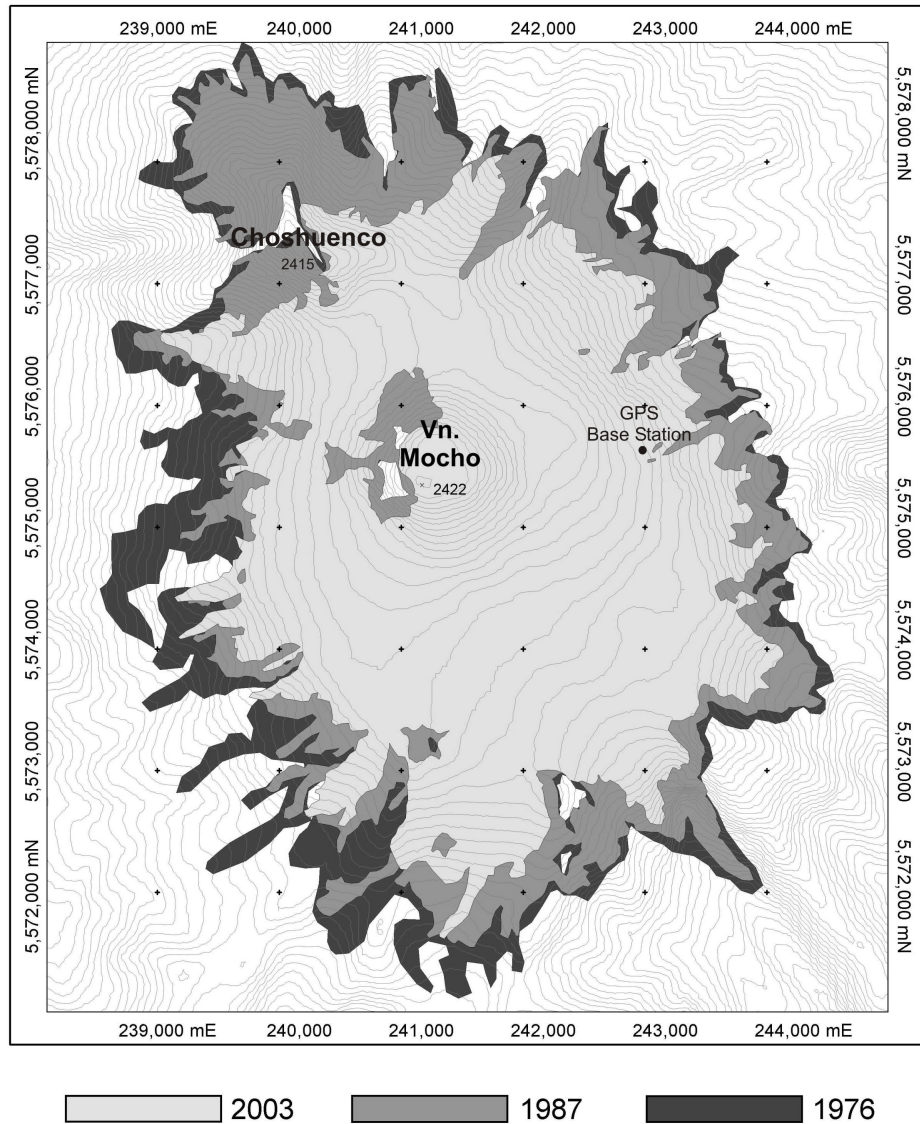 239,000 mE 240,000 241,000 242,000 243,000 244,000 mE
5,578,000 mN
5,577,000
5,576,000
5,575,000
5,574,000
5,573,000
5,572,000 mN
Choshuenco
2415
Vn.
Mocho
2422
GPS
Base Station
5,578,000 mN
5,577,000
5,576,000
5,575,000
5,574,000
5,573,000
5,572,000 mN
239,000 mE 240,000 241,000 242,000 243,000 244,000 mE
2003 1987 1976